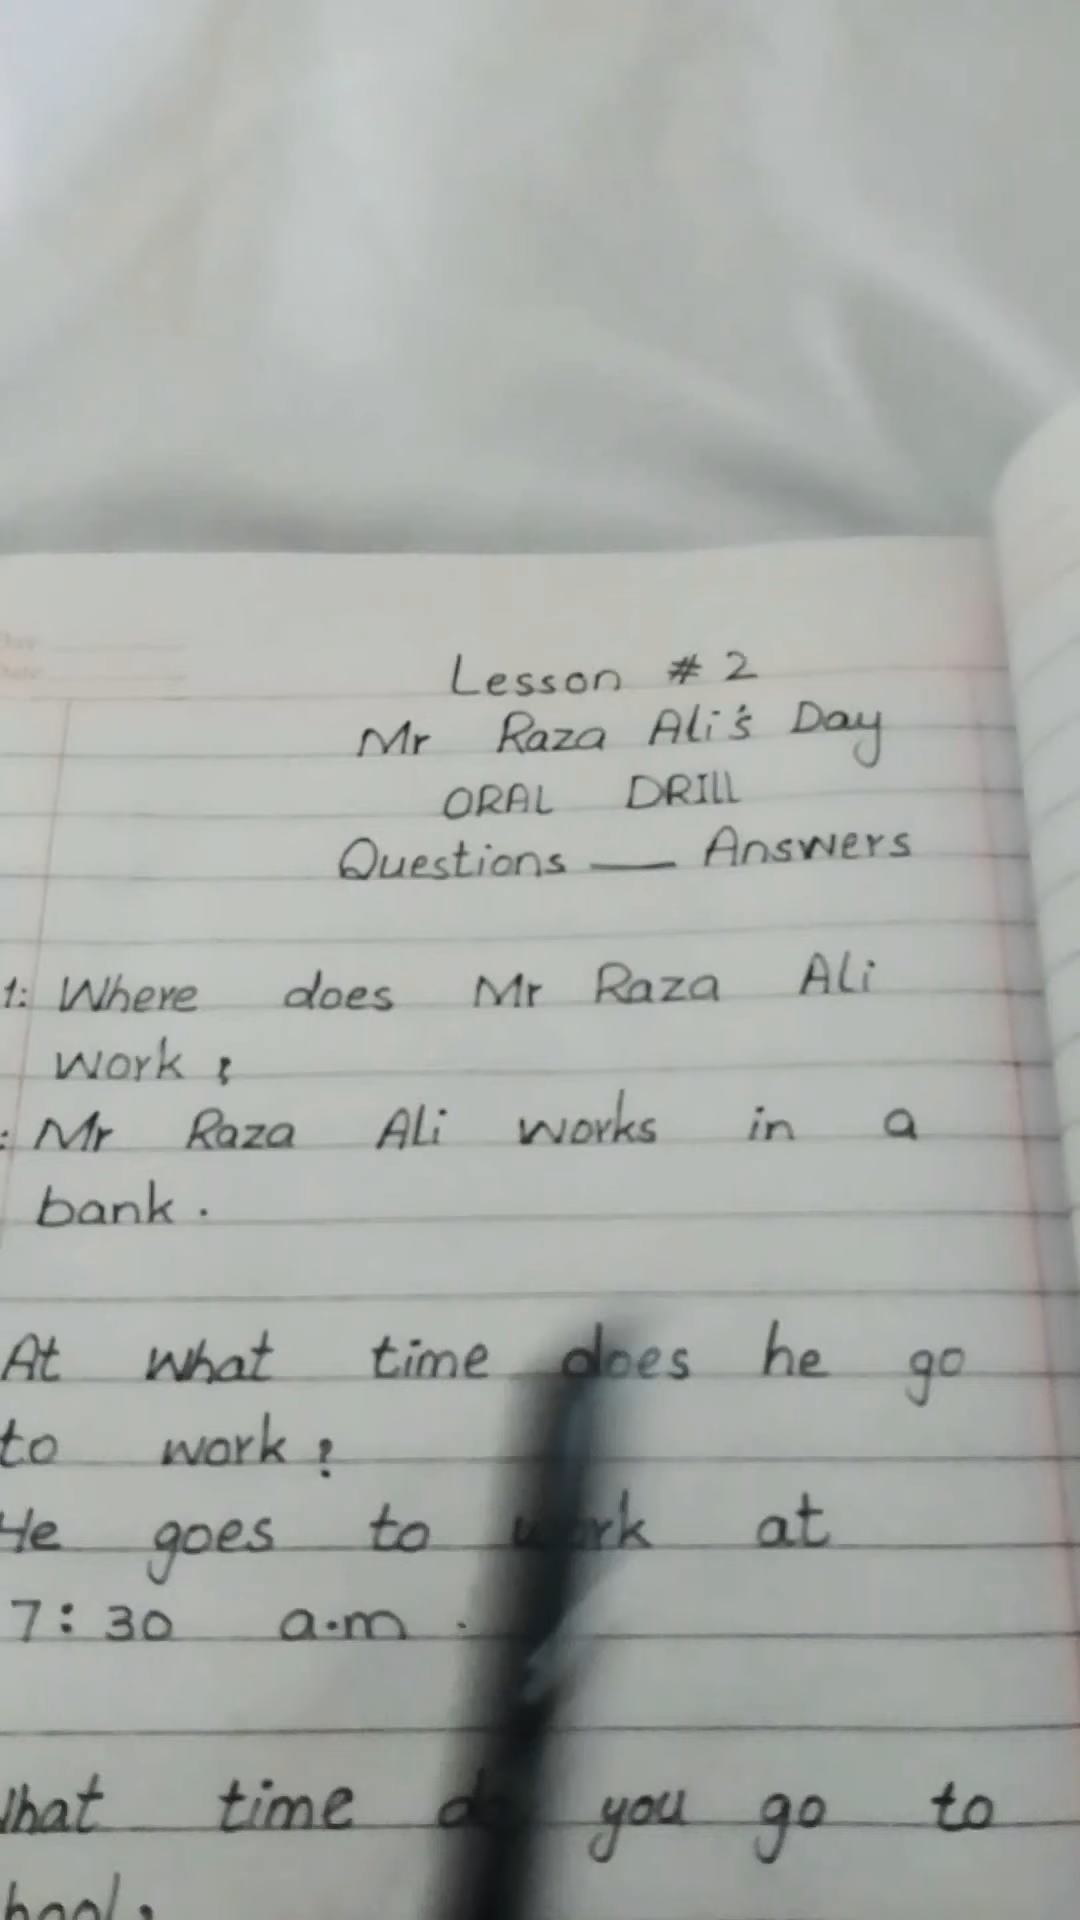 Lesson # 2
Mr Raza Ali's Day
ORAL DRILL
Questions — Answers
1: Where does Mr Raza Ali
work ?
: Mr Raza Ali works in a
bank .
At what time does he go
to work ?
He goes to work at
7 : 30 a.m .
What time do you go to